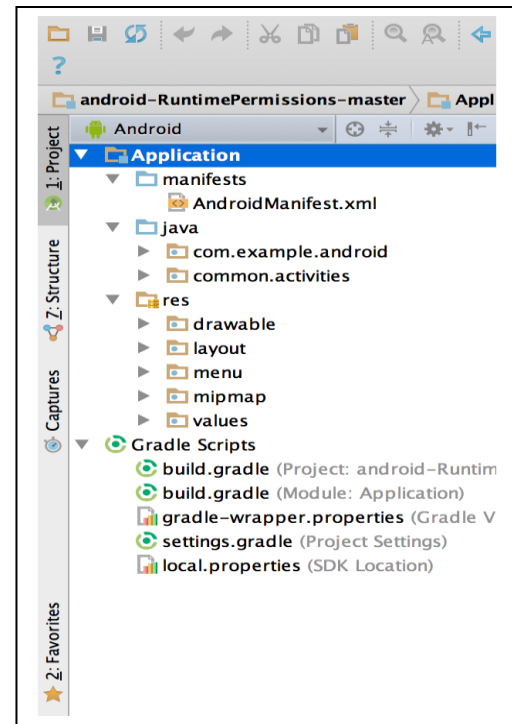 ?
android-RuntimePermissions-master
Appl
Android
1: Project
Application
manifests
AndroidManifest.xml
java
com.example.android
common.activities
res
drawable
layout
menu
mipmap
values
Gradle Scripts
build.gradle (Project: android-Runtim
build.gradle (Module: Application)
gradle-wrapper.properties (Gradle V
settings.gradle (Project Settings)
local.properties (SDK Location)
Z: Structure
Captures
2: Favorites